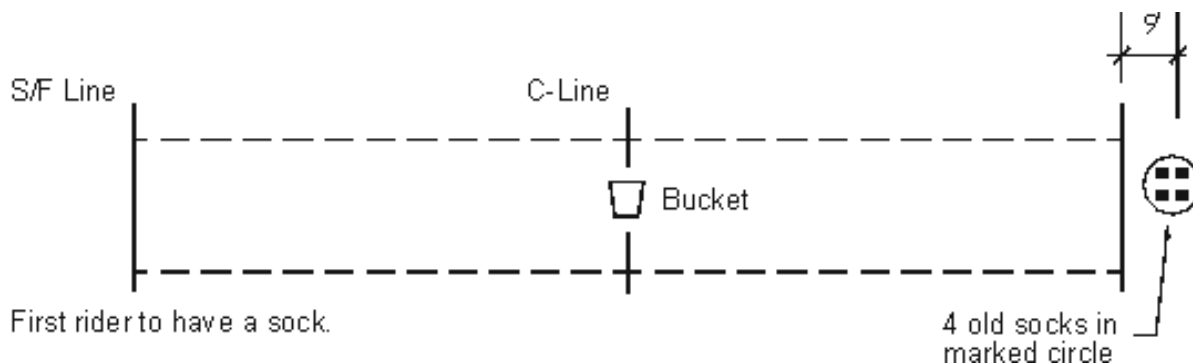 9'
S/F Line
C-Line
Bucket
First rider to have a sock.
4 old socks in
marked circle